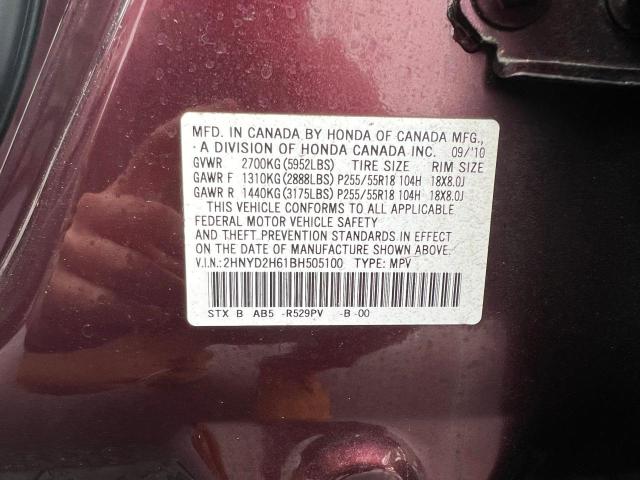 MFD. IN CANADA BY HONDA OF CANADA MFG.,
A DIVISION OF HONDA CANADA INC. 09/'10
GVWR 2700KG(5952LBS) TIRE SIZE RIM SIZE
GAWR F 1310KG(2888LBS) P255/55R18 104H 18X8.0J
GAWR R 1440KG(3175LBS) P255/55R18 104H 18X8.0J
THIS VEHICLE CONFORMS TO ALL APPLICABLE
FEDERAL MOTOR VEHICLE SAFETY
AND THEFT PREVENTION STANDARDS IN EFFECT
ON THE DATE OF MANUFACTURE SHOWN ABOVE.
V.I.N.:2HNYD2H61BH505100 TYPE: MPV
STX B AB5 -R529PV -B-00